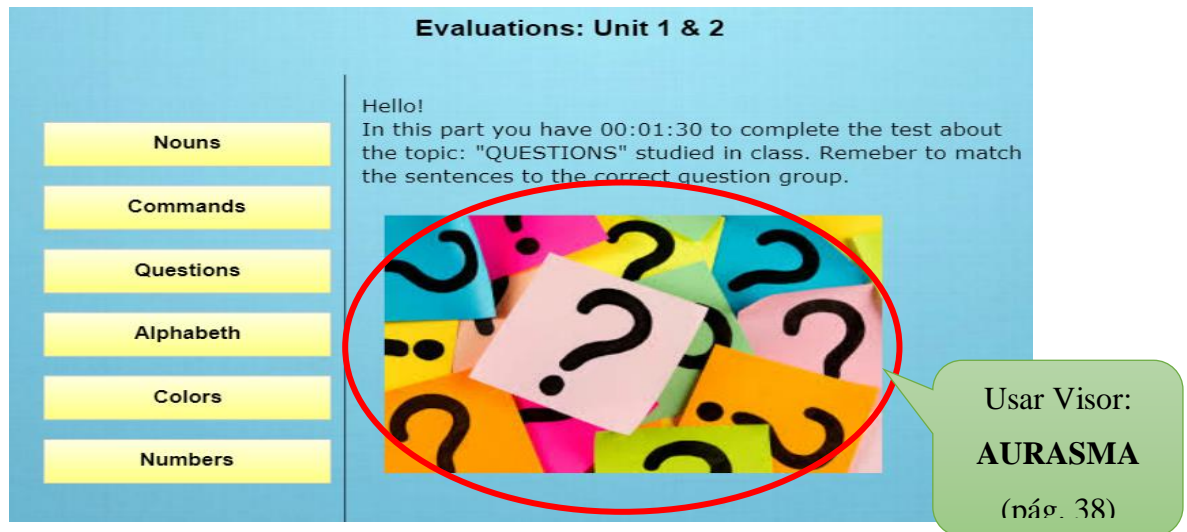 Evaluations: Unit 1 & 2
Nouns
Commands
Questions
Alphabeth
Colors
Numbers
Hello!
In this part you have 00:01:30 to complete the test about
the topic: "QUESTIONS" studied in class. Remeber to match
the sentences to the correct question group.
? ? ? ? ? ? ? ?
Usar Visor:
AURASMA
(pág. 38)